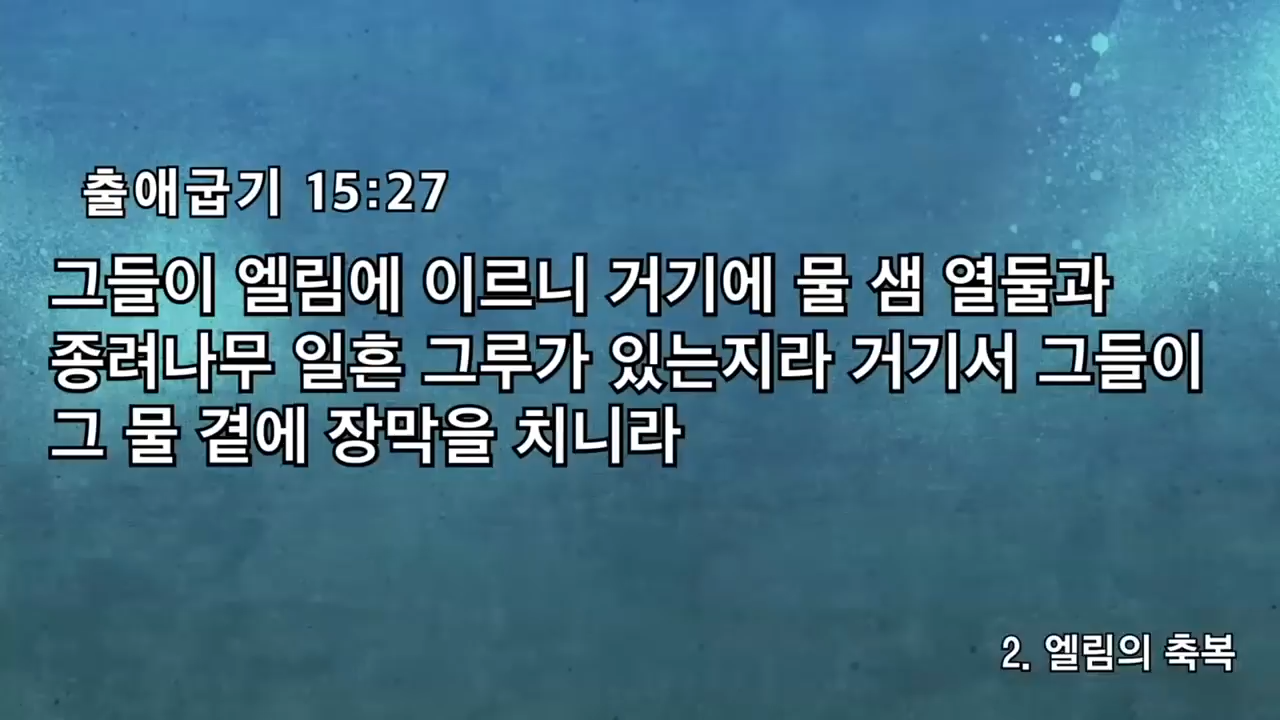 출애굽기 15:27
그들이 엘림에 이르니 거기에 물 샘 열둘과
종려나무 일흔 그루가 있는지라 거기서 그들이
그 물 곁에 장막을 치니라
2. 엘림의 축복